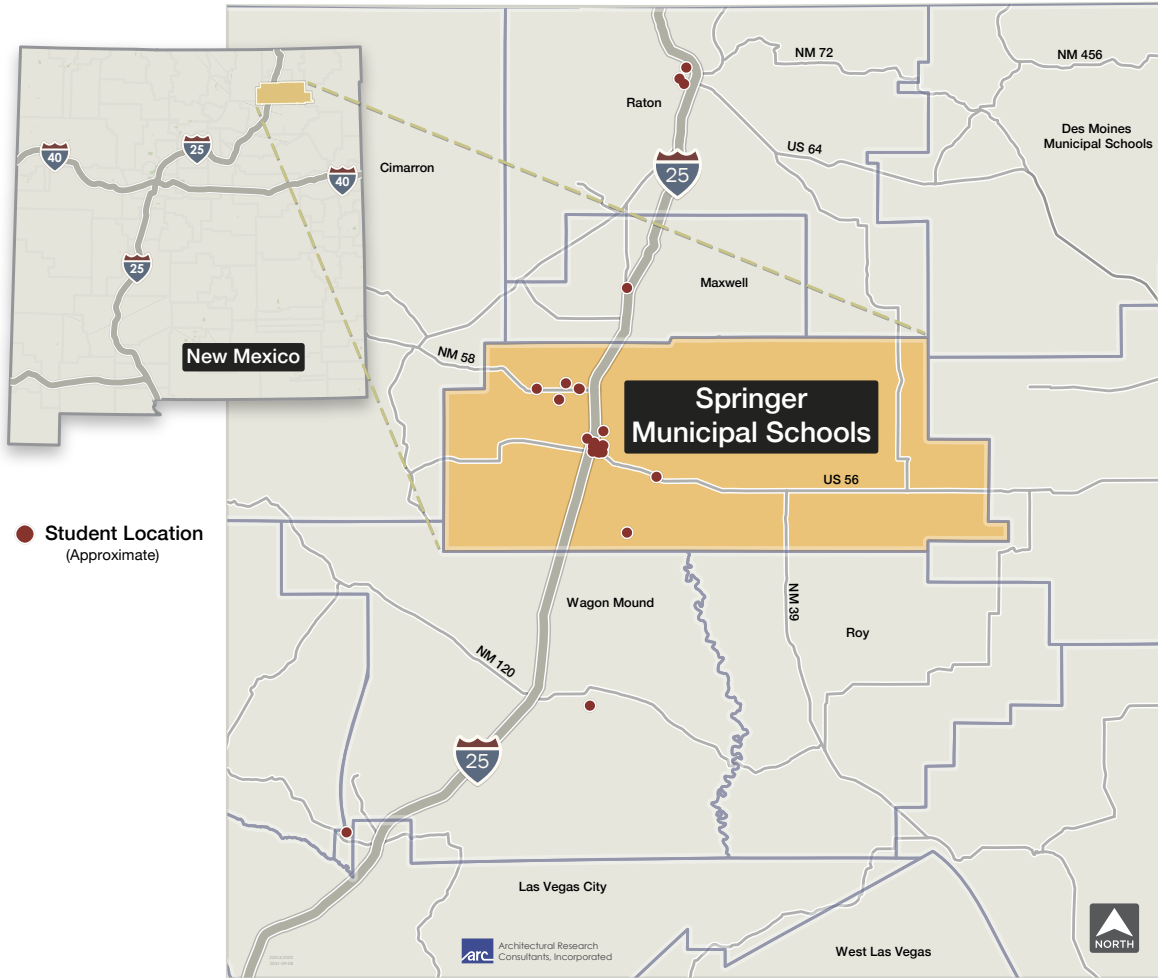 NM 72
NM 456
Raton
Des Moines
Municipal Schools
US 64
25
40
Cimarron
25
40
25
Maxwell
New Mexico
NM 58
Springer
Municipal Schools
US 56
Student Location
(Approximate)
Wagon Mound
NM 39
Roy
NM 120
25
Las Vegas City
arc
Architectural Research
Consultants, Incorporated
West Las Vegas
NORTH